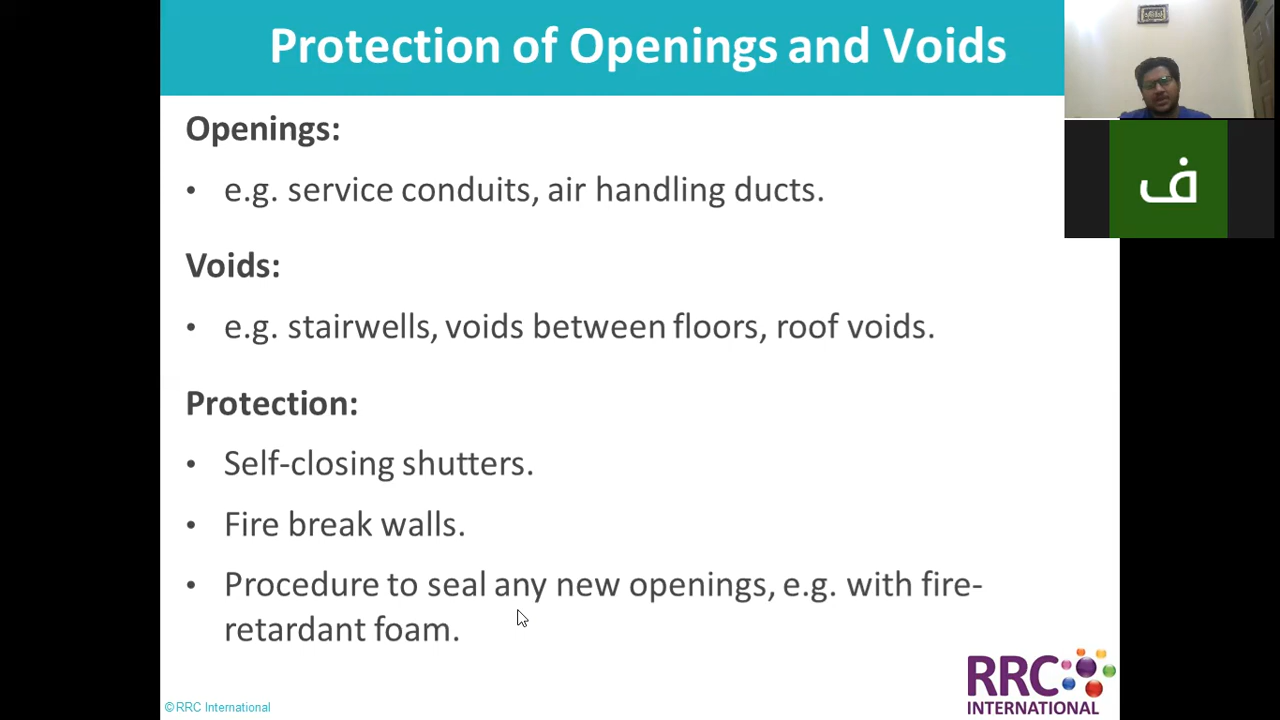 Protection of Openings and Voids
Openings:
• e.g. service conduits, air handling ducts.
Voids:
• e.g. stairwells, voids between floors, roof voids.
Protection:
• Self-closing shutters.
• Fire break walls.
• Procedure to seal any new openings, e.g. with fire-
retardant foam.
© RRC International
RRC
INTERNATIONAL
ف